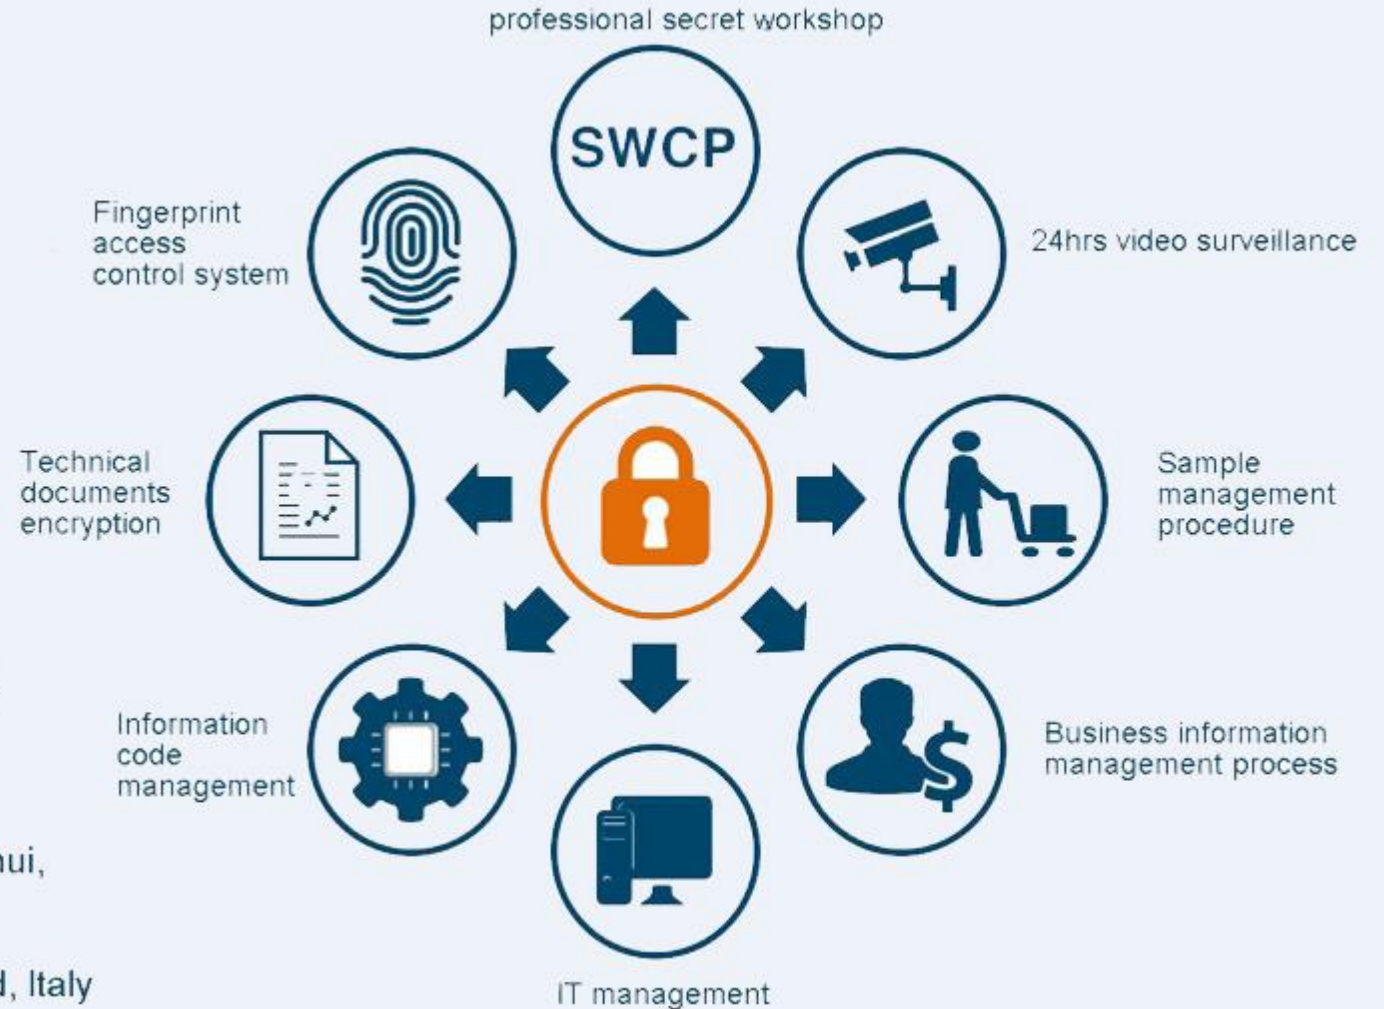 professional secret workshop
SWCP
Fingerprint
access
control system
24hrs video surveillance
Technical
documents
encryption
Sample
management
procedure
Information
code
management
Business information
management process
$
IT management
Italy